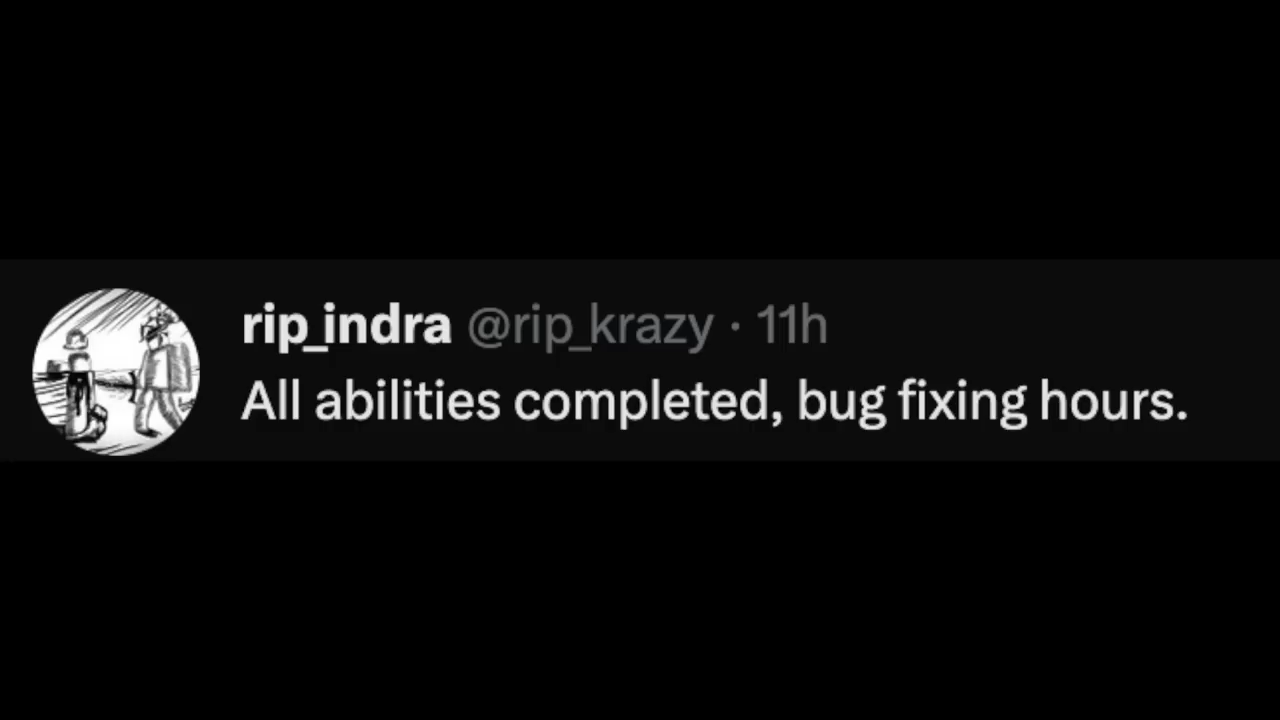 rip_indra @rip_krazy · 11h
All abilities completed, bug fixing hours.